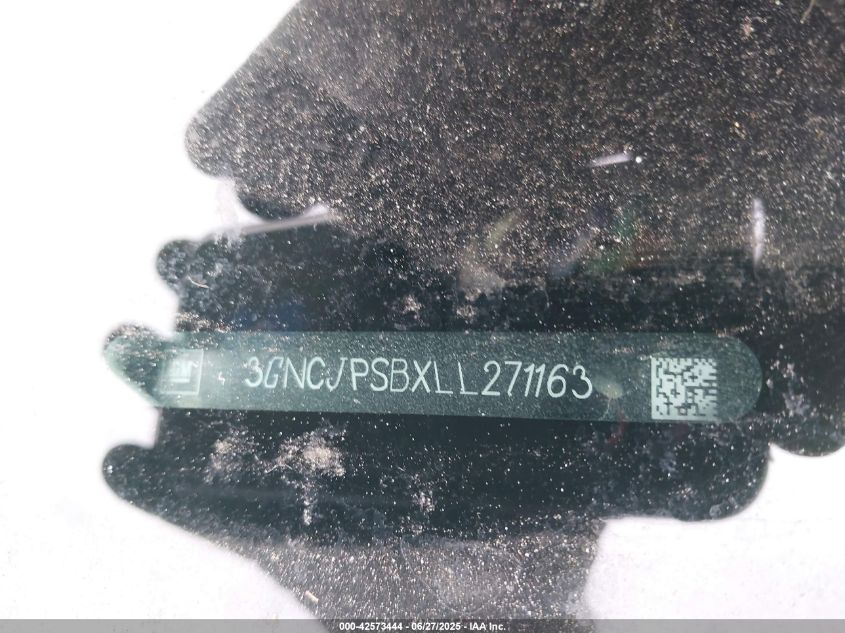 3GNCJPSBXLL271163
000-42573444 - 06/27/2025 - IAA Inc.